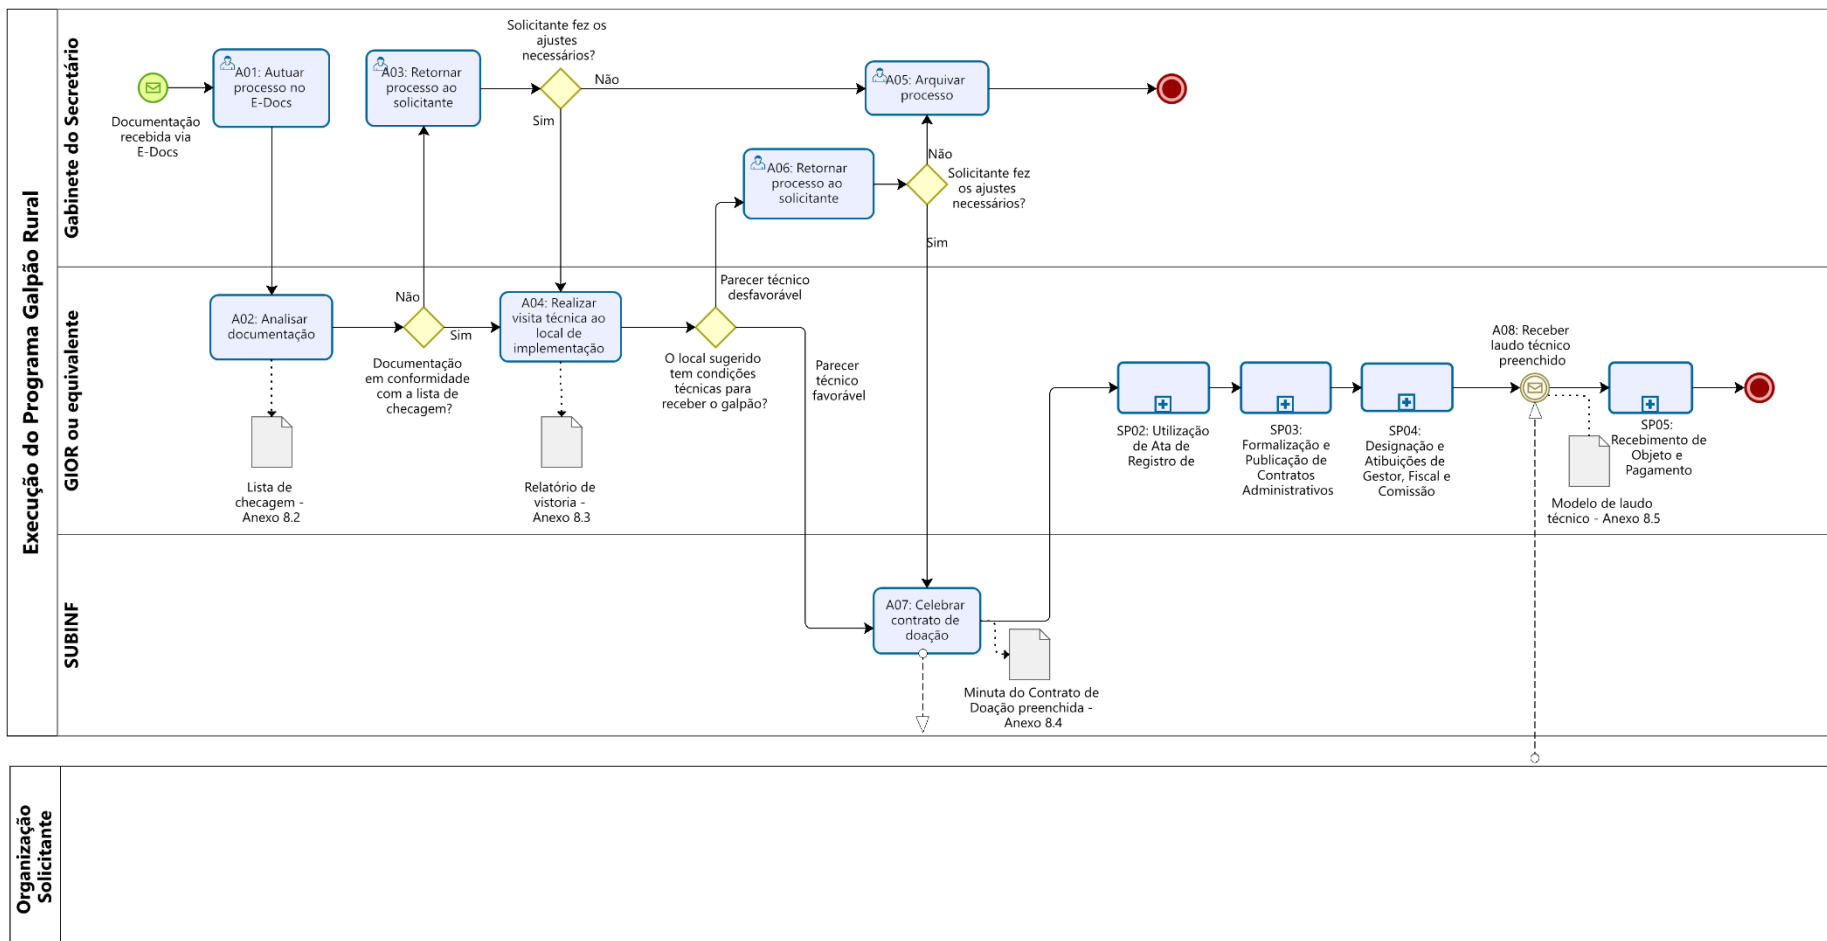 Execução do Programa Galpão Rural
Gabinete do Secretário
Documentação
recebida via
E-Docs
A01: Autuar
processo no
E-Docs
A03: Retornar
processo ao
solicitante
Solicitante fez os
ajustes
necessários?
Não
Sim
A05: Arquivar
processo
A06: Retornar
processo ao
solicitante
Não
Solicitante fez
os ajustes
necessários?
Sim
GIOR ou equivalente
A02: Analisar
documentação
Lista de
checagem -
Anexo 8.2
Não
Sim
Documentação
em conformidade
com a lista de
checagem?
A04: Realizar
visita técnica ao
local de
implementação
Relatório de
vistoria -
Anexo 8.3
Parecer técnico
desfavorável
O local sugerido
tem condições
técnicas para
receber o galpão?
Parecer
técnico
favorável
SP02: Utilização
de Ata de
Registro de
SP03:
Formalização e
Publicação de
Contratos
Administrativos
SP04:
Designação e
Atibuições de
Gestor, Fiscal e
Comissão
A08: Receber
laudo técnico
preenchido
Modelo de laudo
técnico - Anexo 8.5
SP05:
Recebimento de
Objeto e
Pagamento
SUBINF
A07: Celebrar
contrato de
doação
Minuta do Contrato de
Doação preenchida -
Anexo 8.4
Organização
Solicitante